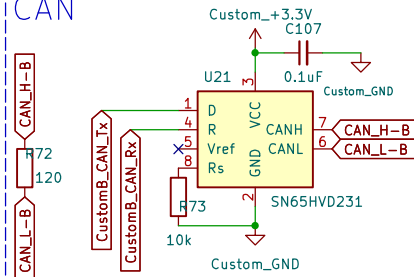 CAN
Custom_+3.3V
C107
0.1uF
Custom_GND
U21
3
VCC
1
D
4
R
5
Vref
8
Rs
CANH
7
CANL
6
GND
2
CAN_H-B
CAN_L-B
SN65HVD231
CustomB_CAN_Tx
CustomB_CAN_Rx
CAN_H-B
R72
120
CAN_L-B
R73
10k
Custom_GND